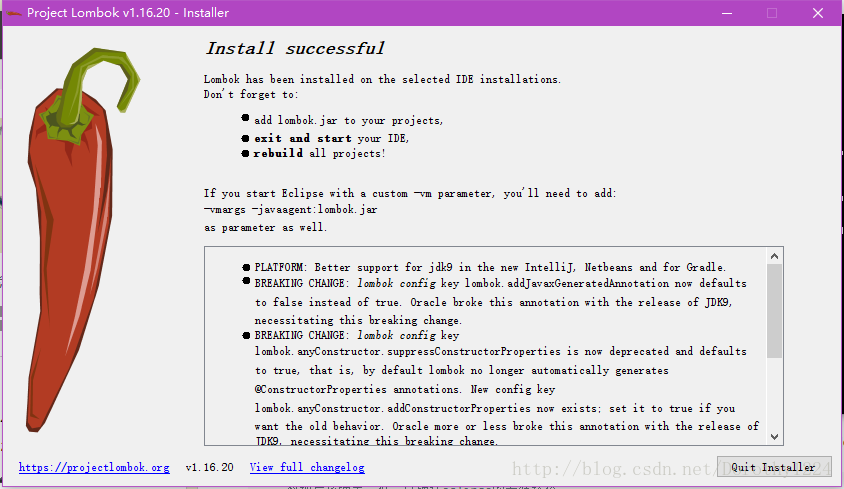 Project Lombok v1.16.20 - Installer
Install successful
Lombok has been installed on the selected IDE installations.
Don't forget to:
add lombok.jar to your projects,
exit and start your IDE,
rebuild all projects!
If you start Eclipse with a custom -vm parameter, you'll need to add:
-vmargs -javaagent:lombok.jar
as parameter as well.
PLATFORM: Better support for jdk9 in the new IntelliJ, Netbeans and for Gradle.
BREAKING CHANGE: lombok config key lombok.addJavaxGeneratedAnnotation now defaults
to false instead of true. Oracle broke this annotation with the release of JDK9,
necessitating this breaking change.
BREAKING CHANGE: lombok config key
lombok.anyConstructor.suppressConstructorProperties is now deprecated and defaults
to true, that is, by default lombok no longer automatically generates
@ConstructorProperties annotations. New config key
lombok.anyConstructor.addConstructorProperties now exists; set it to true if you
want the old behavior. Oracle more or less broke this annotation with the release of
JDK9, necessitating this breaking change.
https://projectlombok.org v1.16.20 View full changelog
http://blog.csdn.net/
Quit Installer